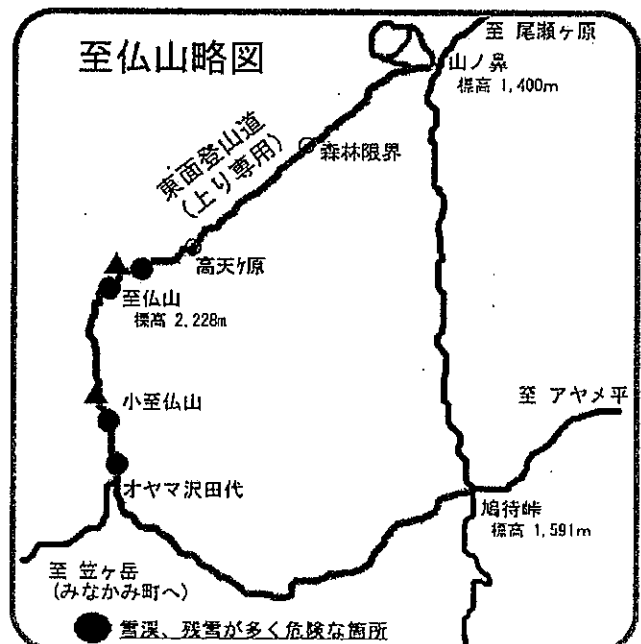 至仏山略図
至 尾瀬ヶ原
山ノ鼻
標高 1,400m
東面登山道
(上り専用)
森林限界
高天ヶ原
至仏山
標高 2,228m
小至仏山
至 アヤメ平
オヤマ沢田代
鳩待峠
標高 1,591m
至 笠ヶ岳
(みなかみ町へ)
雪深、残雪が多く危険な箇所